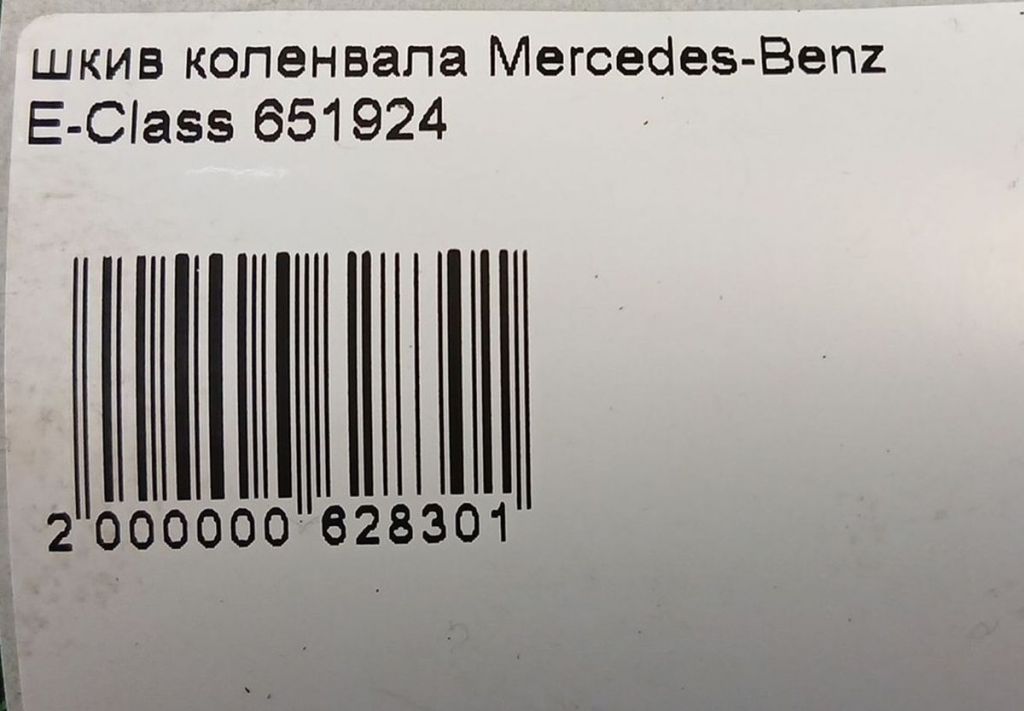 шкив коленвала Mercedes-Benz
E-Class 651924
2 000000 628301